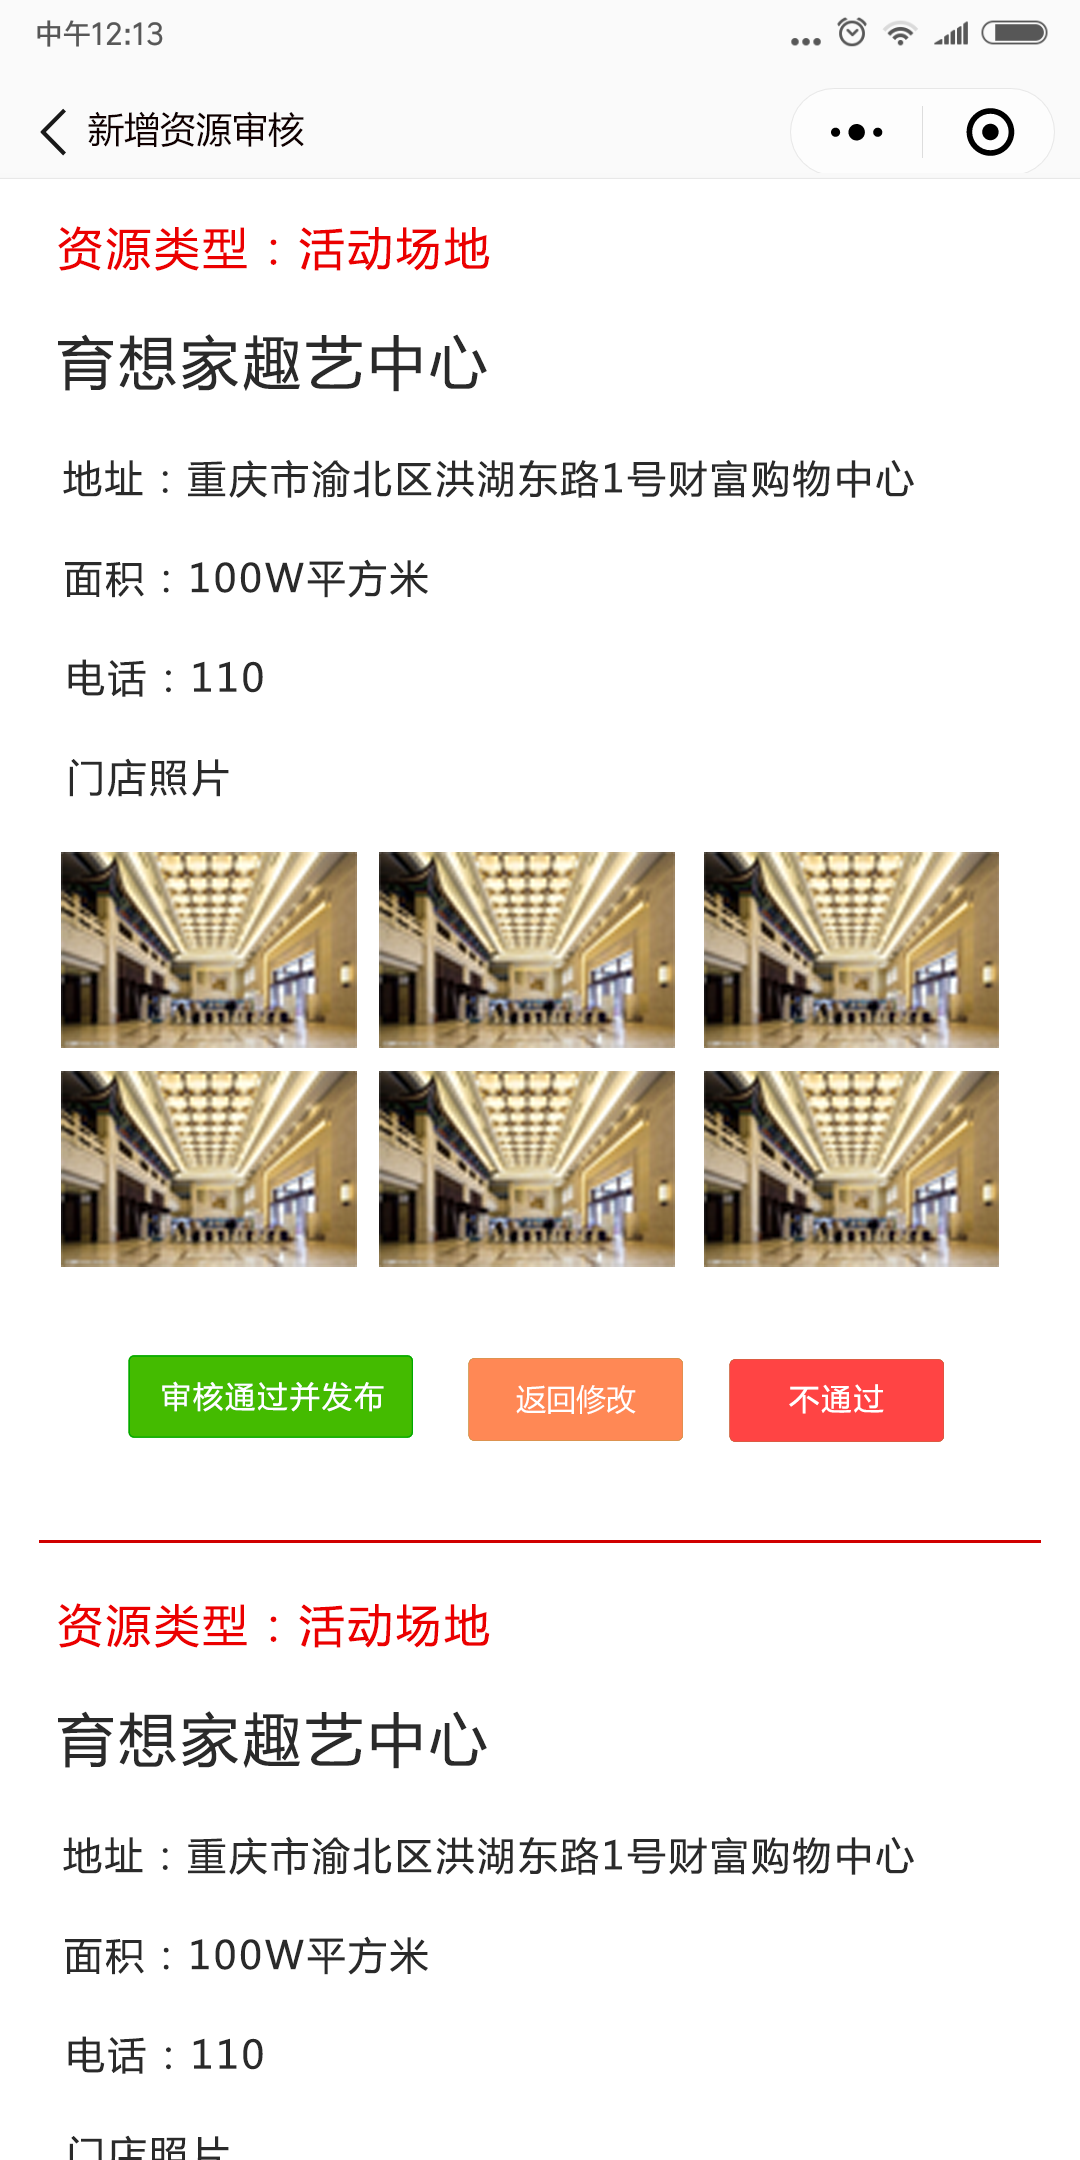 中午12:13
新增资源审核
资源类型：活动场地
育想家趣艺中心
地址：重庆市渝北区洪湖东路1号财富购物中心
面积：100W平方米
电话：110
门店照片
审核通过并发布 返回修改 不通过
资源类型：活动场地
育想家趣艺中心
地址：重庆市渝北区洪湖东路1号财富购物中心
面积：100W平方米
电话：110
门店照片